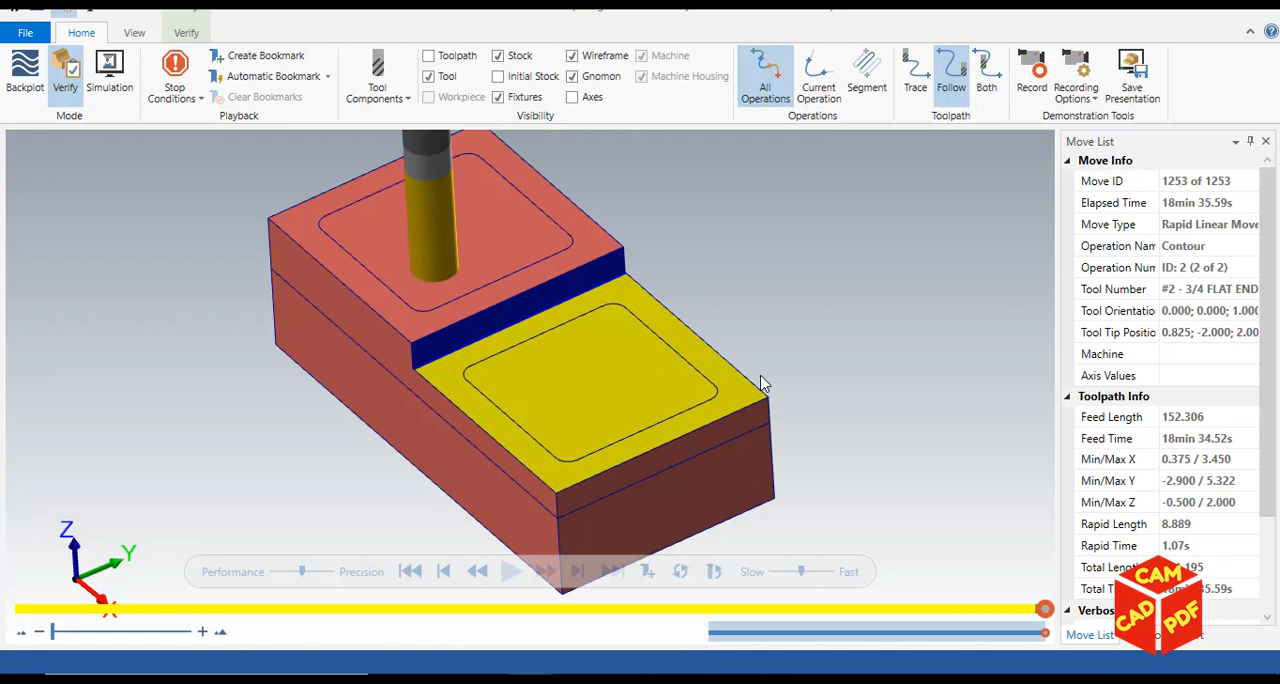 File Home View Verify
Backplot Verify Simulation
Mode
Stop Conditions
Create Bookmark
Automatic Bookmark
Clear Bookmarks
Playback
Tool Components
Toolpath Stock Wireframe Machine
Tool Initial Stock Gnomon Machine Housing
Workpiece Fixtures Axes
Visibility
All Operations
Current Operation
Segment
Operations
Trace Follow Both
Toolpath
Record
Recording Options
Save Presentation
Demonstration Tools
Move List
Move Info
Move ID 1253 of 1253
Elapsed Time 18min 35.59s
Move Type Rapid Linear Move
Operation Nam Contour
Operation Num ID: 2 (2 of 2)
Tool Number #2 - 3/4 FLAT END
Tool Orientatio 0.000; 0.000; 1.000
Tool Tip Positio 0.825; -2.000; 2.00
Machine
Axis Values
Toolpath Info
Feed Length 152.306
Feed Time 18min 34.52s
Min/Max X 0.375 / 3.450
Min/Max Y -2.900 / 5.322
Min/Max Z -0.500 / 2.000
Rapid Length 8.889
Rapid Time 1.07s
Total Length
Verbos
Move List
Z
Y
X
Performance Precision Slow Fast
CAM
CAD PDF